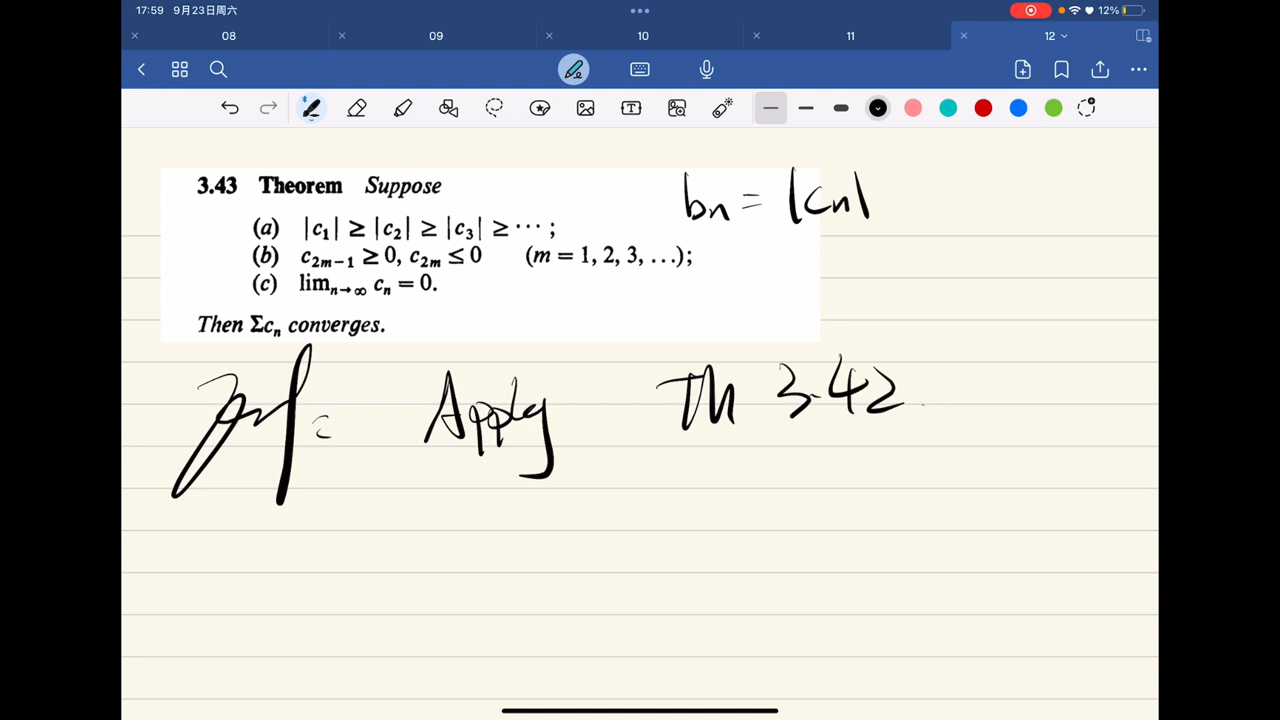 17:59 9月23日周六
12%
08 09 10 11 12
3.43 Theorem Suppose
bₙ = |cₙ|
(a) |c₁| ≥ |c₂| ≥ |c₃| ≥ ⋯ ;
(b) c₂ₘ₋₁ ≥ 0, c₂ₘ ≤ 0 (m = 1, 2, 3, …);
(c) limₙ→∞ cₙ = 0.
Then Σcₙ converges.
Apply Th 3.42